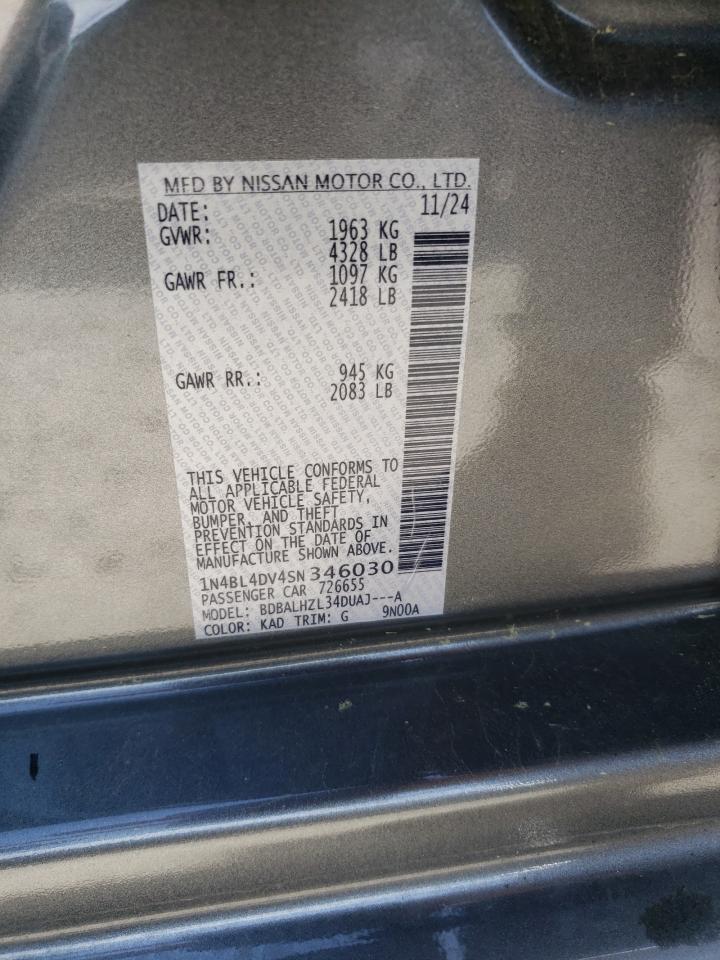 MFD BY NISSAN MOTOR CO., LTD.
DATE: 11/24
GVWR: 1963 KG
4328 LB
GAWR FR.: 1097 KG
2418 LB
GAWR RR.: 945 KG
2083 LB
THIS VEHICLE CONFORMS TO
ALL APPLICABLE FEDERAL
MOTOR VEHICLE SAFETY,
BUMPER, AND THEFT
PREVENTION STANDARDS IN
EFFECT ON THE DATE OF
MANUFACTURE SHOWN ABOVE.
1N4BL4DV4SN346030
PASSENGER CAR 726655
MODEL: BDBALHZL34DUAJ---A
COLOR: KAD TRIM: G 9N00A